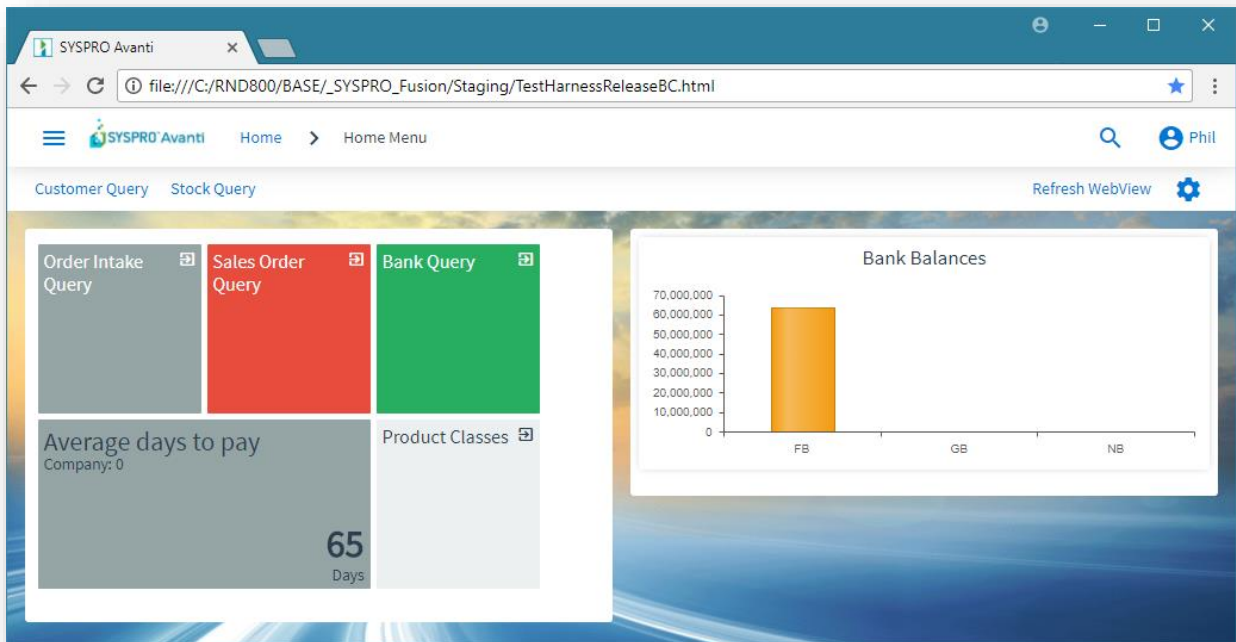 SYSPRO Avanti
file:///C:/RND800/BASE/_SYSPRO_Fusion/Staging/TestHarnessReleaseBC.html
SYSPRO Avanti
Home
Home Menu
Phil
Customer Query
Stock Query
Refresh WebView
Order Intake
Query
Sales Order
Query
Bank Query
Average days to pay
Company: 0
65
Days
Product Classes
Bank Balances
70,000,000
60,000,000
50,000,000
40,000,000
30,000,000
20,000,000
10,000,000
0
FB
GB
NB